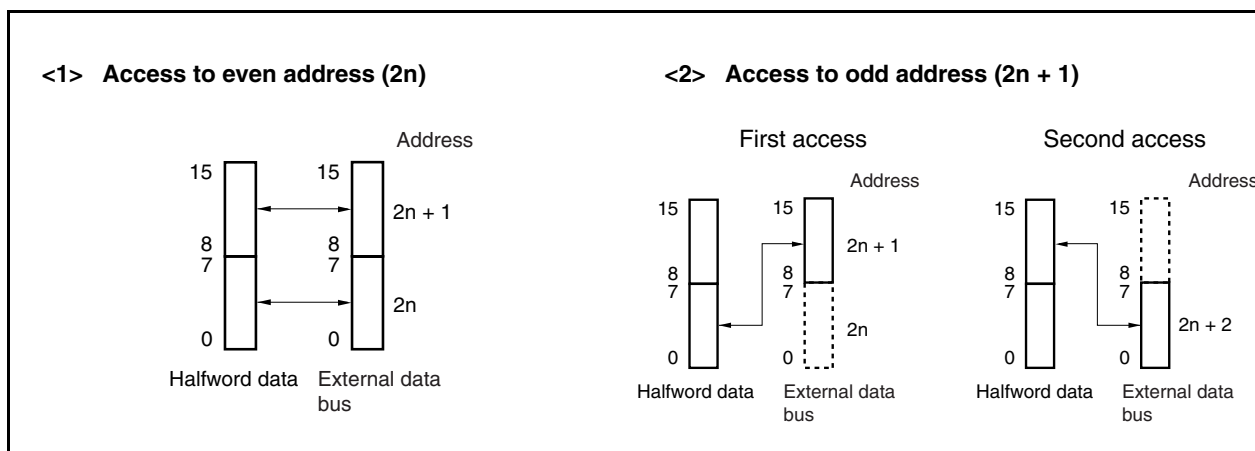 <1> Access to even address (2n)
Address
15
15
2n + 1
8
8
7
7
2n
0
0
Halfword data
External data
bus
<2> Access to odd address (2n + 1)
First access
Address
15
15
2n + 1
8
8
7
7
2n
0
0
Halfword data
External data
bus
Second access
Address
15
15
8
8
7
7
2n + 2
0
0
Halfword data
External data
bus